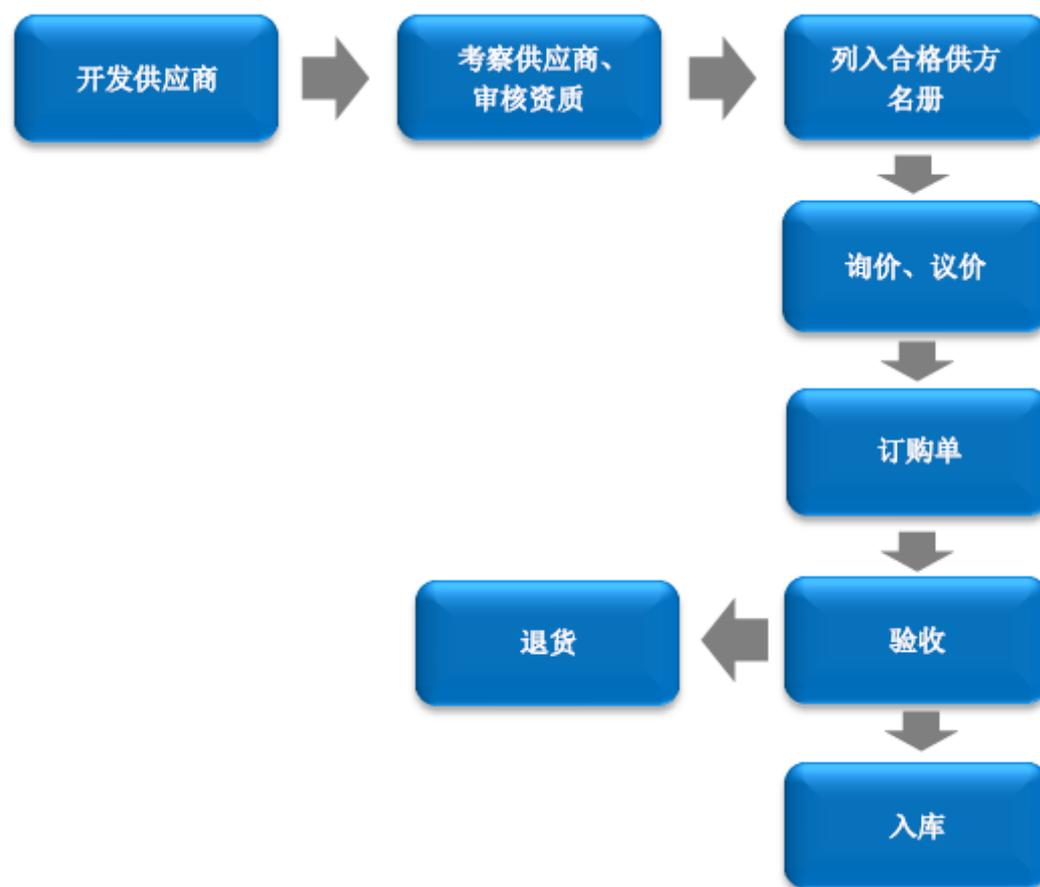 开发供应商
考察供应商、
审核资质
列入合格供方
名册
询价、议价
订购单
退货
验收
入库